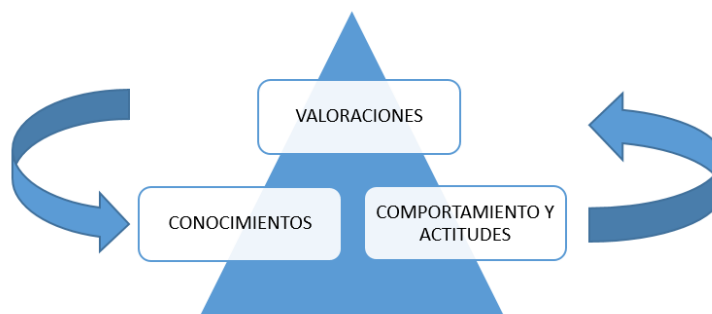 VALORACIONES
CONOCIMIENTOS
COMPORTAMIENTO Y
ACTITUDES